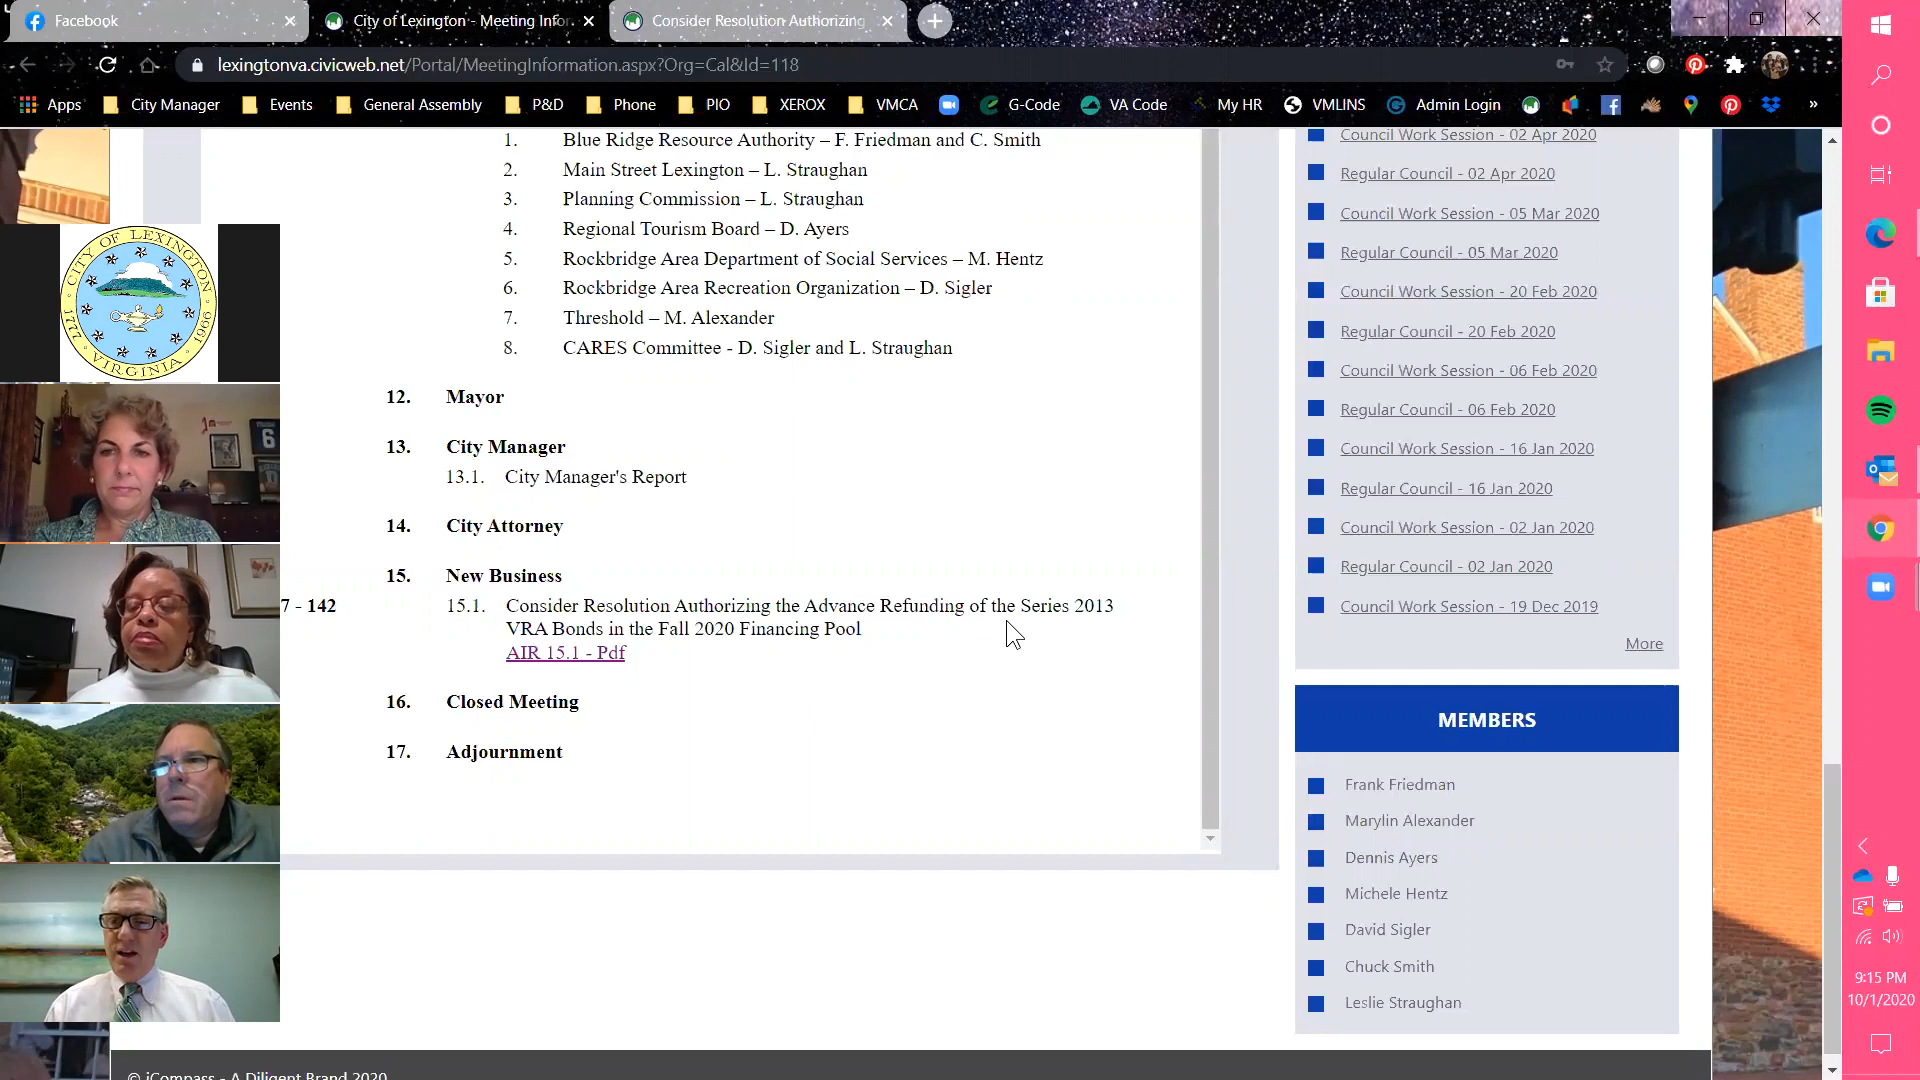 Facebook
City of Lexington - Meeting Infor
Consider Resolution Authorizing
lexingtonva.civicweb.net/Portal/MeetingInformation.aspx?Org=Cal&Id=118
Apps
City Manager
Events
General Assembly
P&D
Phone
PIO
XEROX
VMCA
G-Code
VA Code
My HR
VMLINS
Admin Login
»
1. Blue Ridge Resource Authority – F. Friedman and C. Smith
2. Main Street Lexington – L. Straughan
3. Planning Commission – L. Straughan
4. Regional Tourism Board – D. Ayers
5. Rockbridge Area Department of Social Services – M. Hentz
6. Rockbridge Area Recreation Organization – D. Sigler
7. Threshold – M. Alexander
8. CARES Committee - D. Sigler and L. Straughan
12. Mayor
13. City Manager
13.1. City Manager's Report
14. City Attorney
15. New Business
7 - 142 15.1. Consider Resolution Authorizing the Advance Refunding of the Series 2013
VRA Bonds in the Fall 2020 Financing Pool
AIR 15.1 - Pdf
16. Closed Meeting
17. Adjournment
Council Work Session - 02 Apr 2020
Regular Council - 02 Apr 2020
Council Work Session - 05 Mar 2020
Regular Council - 05 Mar 2020
Council Work Session - 20 Feb 2020
Regular Council - 20 Feb 2020
Council Work Session - 06 Feb 2020
Regular Council - 06 Feb 2020
Council Work Session - 16 Jan 2020
Regular Council - 16 Jan 2020
Council Work Session - 02 Jan 2020
Regular Council - 02 Jan 2020
Council Work Session - 19 Dec 2019
More
MEMBERS
Frank Friedman
Marylin Alexander
Dennis Ayers
Michele Hentz
David Sigler
Chuck Smith
Leslie Straughan
CITY OF LEXINGTON
1777 VIRGINIA 1966
6
9:15 PM
10/1/2020
© iCompass - A Diligent Brand 2020